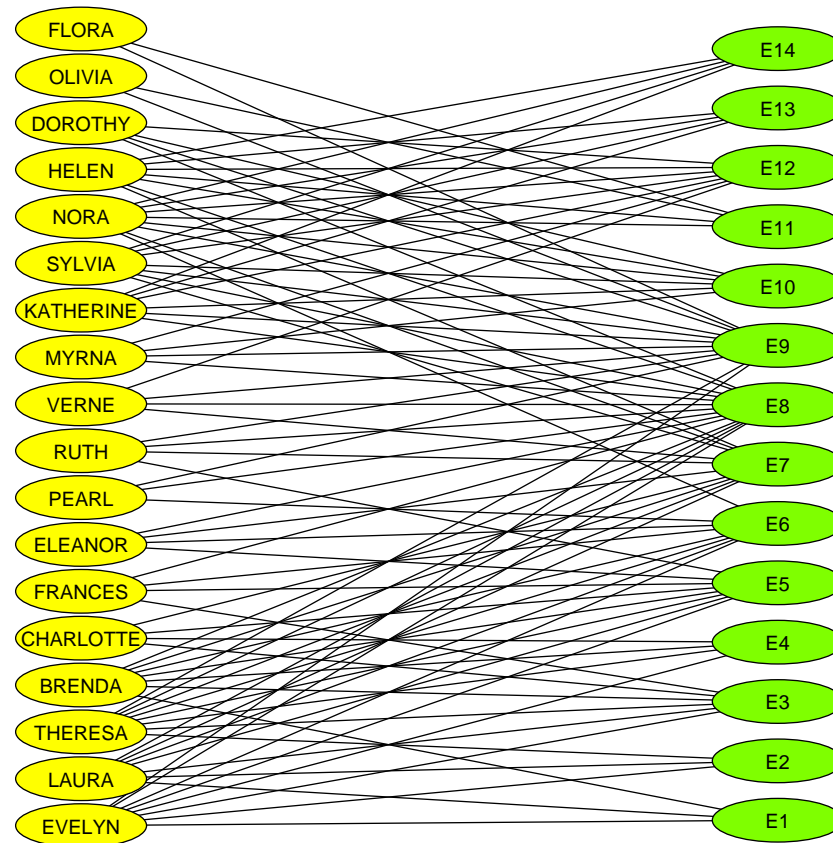 FLORA
OLIVIA
DOROTHY
HELEN
NORA
SYLVIA
KATHERINE
MYRNA
VERNE
RUTH
PEARL
ELEANOR
FRANCES
CHARLOTTE
BRENDA
THERESA
LAURA
EVELYN
E14
E13
E12
E11
E10
E9
E8
E7
E6
E5
E4
E3
E2
E1